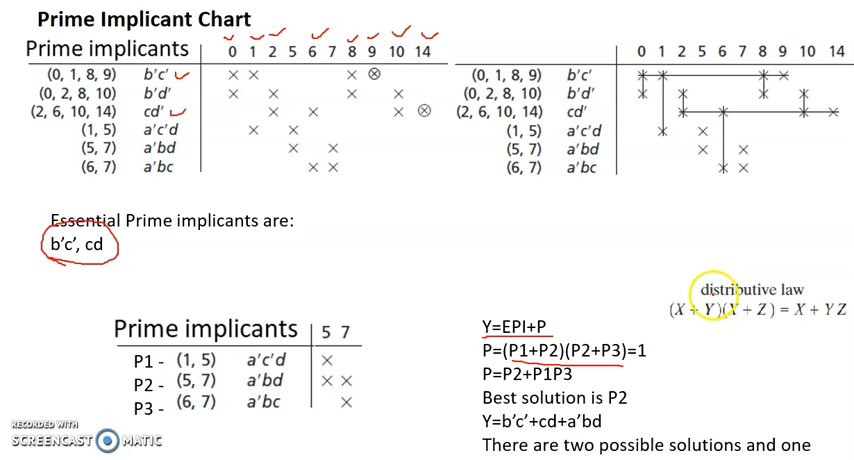 Prime Implicant Chart
Prime implicants 0 1 2 5 6 7 8 9 10 14
(0, 1, 8, 9) b′c′ × × × ⊗
(0, 2, 8, 10) b′d′ × × × ×
(2, 6, 10, 14) cd′ × × × ⊗
(1, 5) a′c′d × ×
(5, 7) a′bd × ×
(6, 7) a′bc × ×
0 1 2 5 6 7 8 9 10 14
(0, 1, 8, 9) b′c′ × × × ×
(0, 2, 8, 10) b′d′ × × × ×
(2, 6, 10, 14) cd′ × × × ×
(1, 5) a′c′d × ×
(5, 7) a′bd × ×
(6, 7) a′bc × ×
Essential Prime implicants are:
b’c’, cd
Prime implicants 5 7
P1 - (1, 5) a′c′d ×
P2 - (5, 7) a′bd × ×
P3 - (6, 7) a′bc ×
distributive law
(X + Y)(X + Z) = X + YZ
Y=EPI+P
P=(P1+P2)(P2+P3)=1
P=P2+P1P3
Best solution is P2
Y=b’c’+cd+a’bd
There are two possible solutions and one
RECORDED WITH
SCREENCAST MATIC